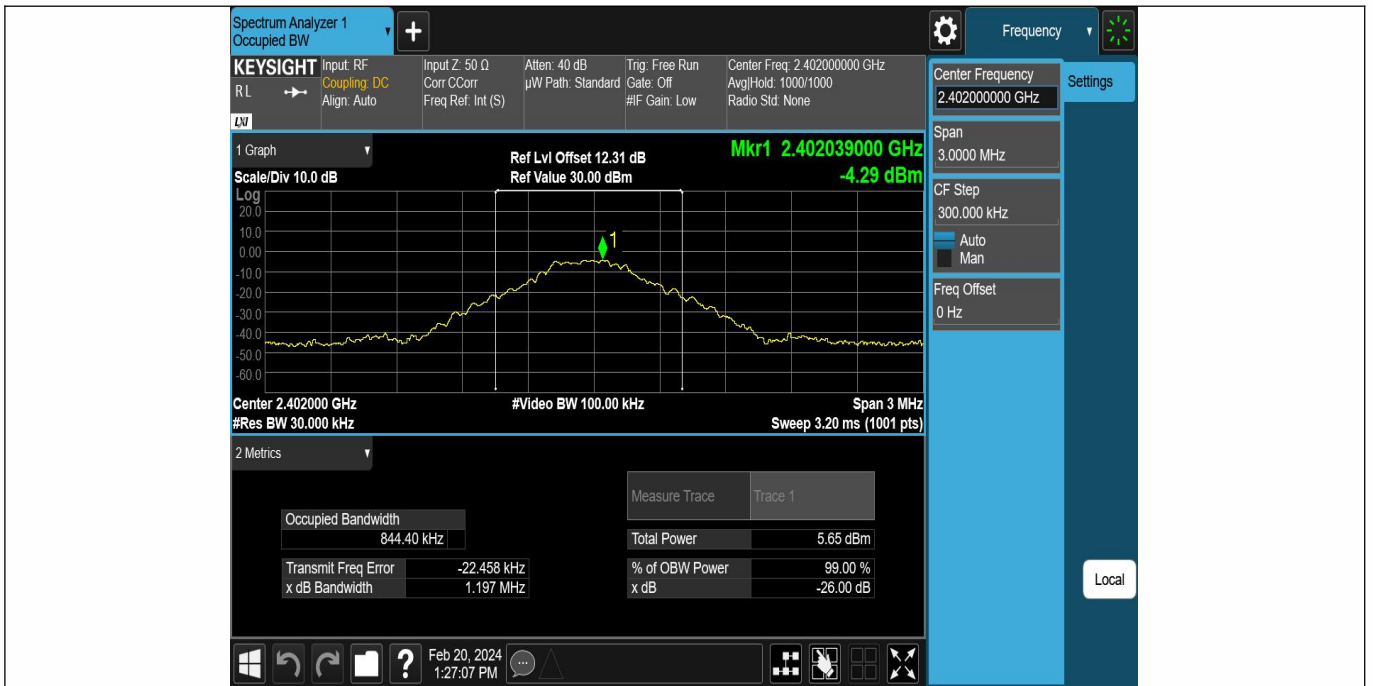 Spectrum Analyzer 1
Occupied BW
+
Frequency
KEYSIGHT
RL
LXI
Input: RF
Coupling: DC
Align: Auto
Input Z: 50 Ω
Corr CCorr
Freq Ref: Int (S)
Atten: 40 dB
µW Path: Standard
Trig: Free Run
Gate: Off
#IF Gain: Low
Center Freq: 2.402000000 GHz
Avg|Hold: 1000/1000
Radio Std: None
Center Frequency
2.402000000 GHz
Settings
Span
3.0000 MHz
CF Step
300.000 kHz
Auto
Man
Freq Offset
0 Hz
Local
1 Graph
Scale/Div 10.0 dB
Ref Lvl Offset 12.31 dB
Ref Value 30.00 dBm
Mkr1 2.402039000 GHz
-4.29 dBm
Log
20.0
10.0
0.00
-10.0
-20.0
-30.0
-40.0
-50.0
-60.0
1
Center 2.402000 GHz
#Video BW 100.00 kHz
Span 3 MHz
#Res BW 30.000 kHz
Sweep 3.20 ms (1001 pts)
2 Metrics
Measure Trace
Trace 1
Occupied Bandwidth
844.40 kHz
Total Power
5.65 dBm
Transmit Freq Error
-22.458 kHz
% of OBW Power
99.00 %
x dB Bandwidth
1.197 MHz
x dB
-26.00 dB
?
Feb 20, 2024
1:27:07 PM